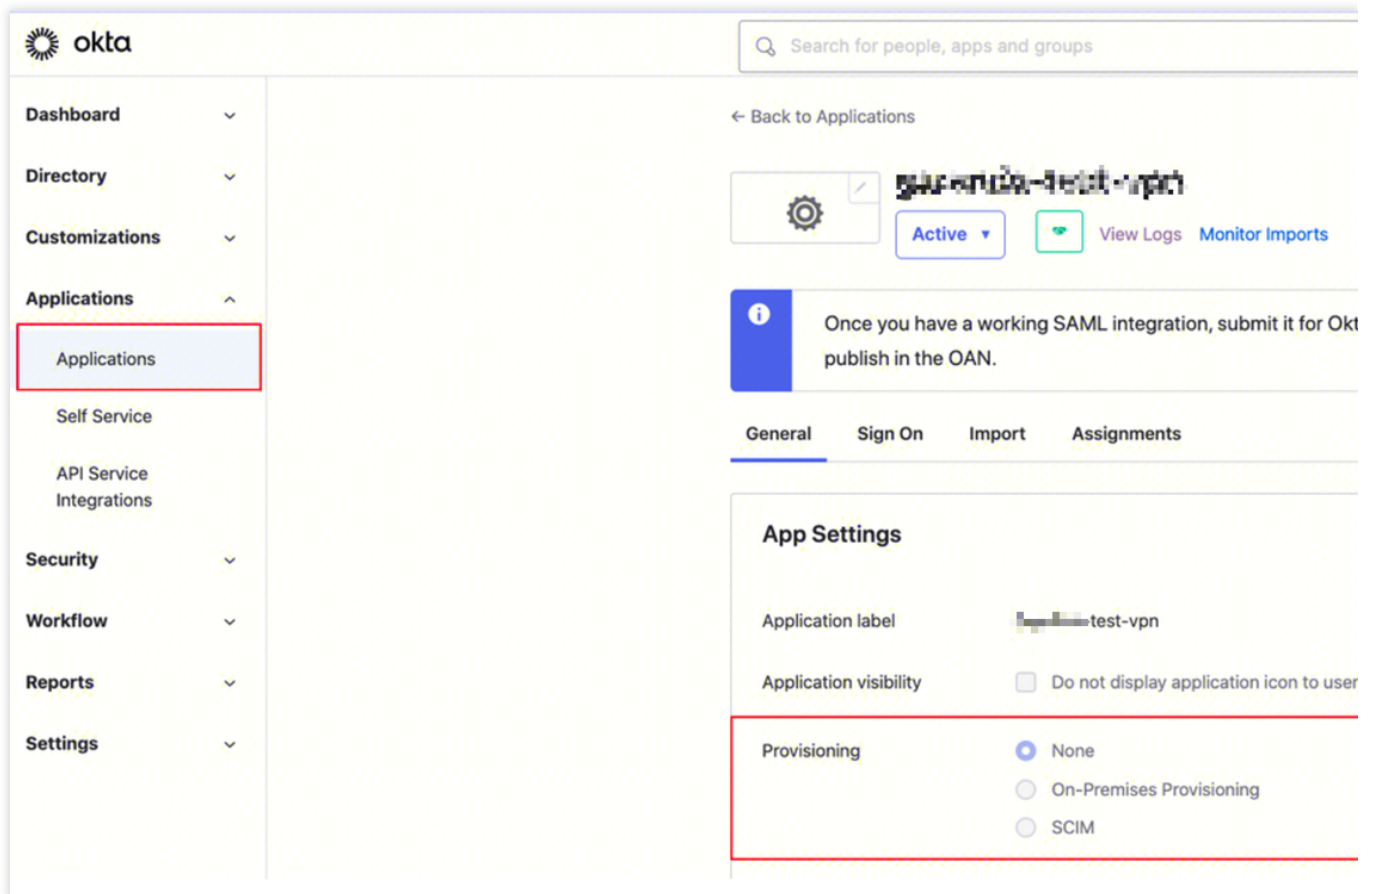 okta
Search for people, apps and groups
Dashboard
Directory
Customizations
Applications
Applications
Self Service
API Service
Integrations
Security
Workflow
Reports
Settings
← Back to Applications
-test-vpn
Active ▼
View Logs
Monitor Imports
Once you have a working SAML integration, submit it for Okt
publish in the OAN.
General Sign On Import Assignments
App Settings
Application label
-test-vpn
Application visibility
Do not display application icon to user
Provisioning
None
On-Premises Provisioning
SCIM